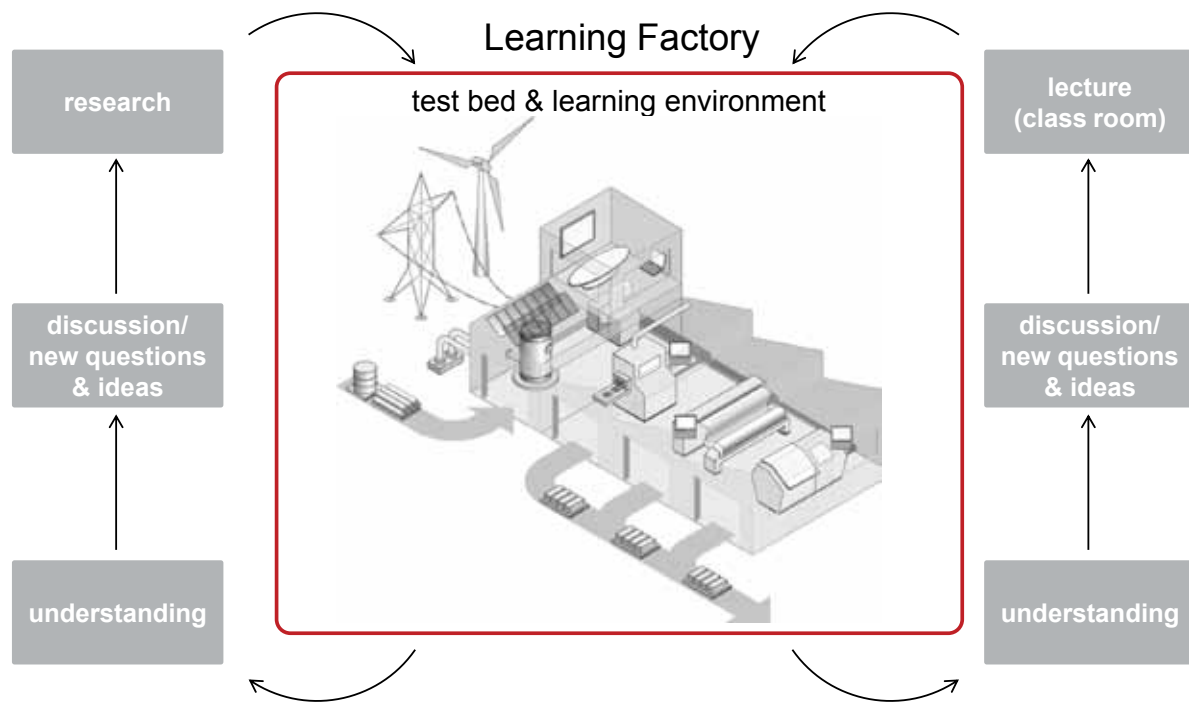 Learning Factory
test bed & learning environment
research
discussion/
new questions
& ideas
understanding
lecture
(class room)
discussion/
new questions
& ideas
understanding